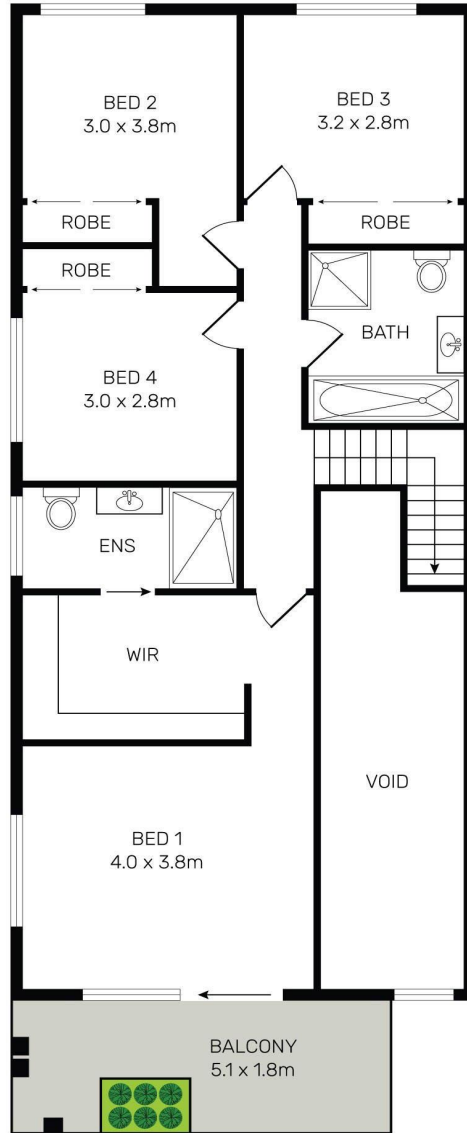 BED 2
3.0 x 3.8m
BED 3
3.2 x 2.8m
ROBE
ROBE
ROBE
BATH
BED 4
3.0 x 2.8m
ENS
WIR
VOID
BED 1
4.0 x 3.8m
BALCONY
5.1 x 1.8m